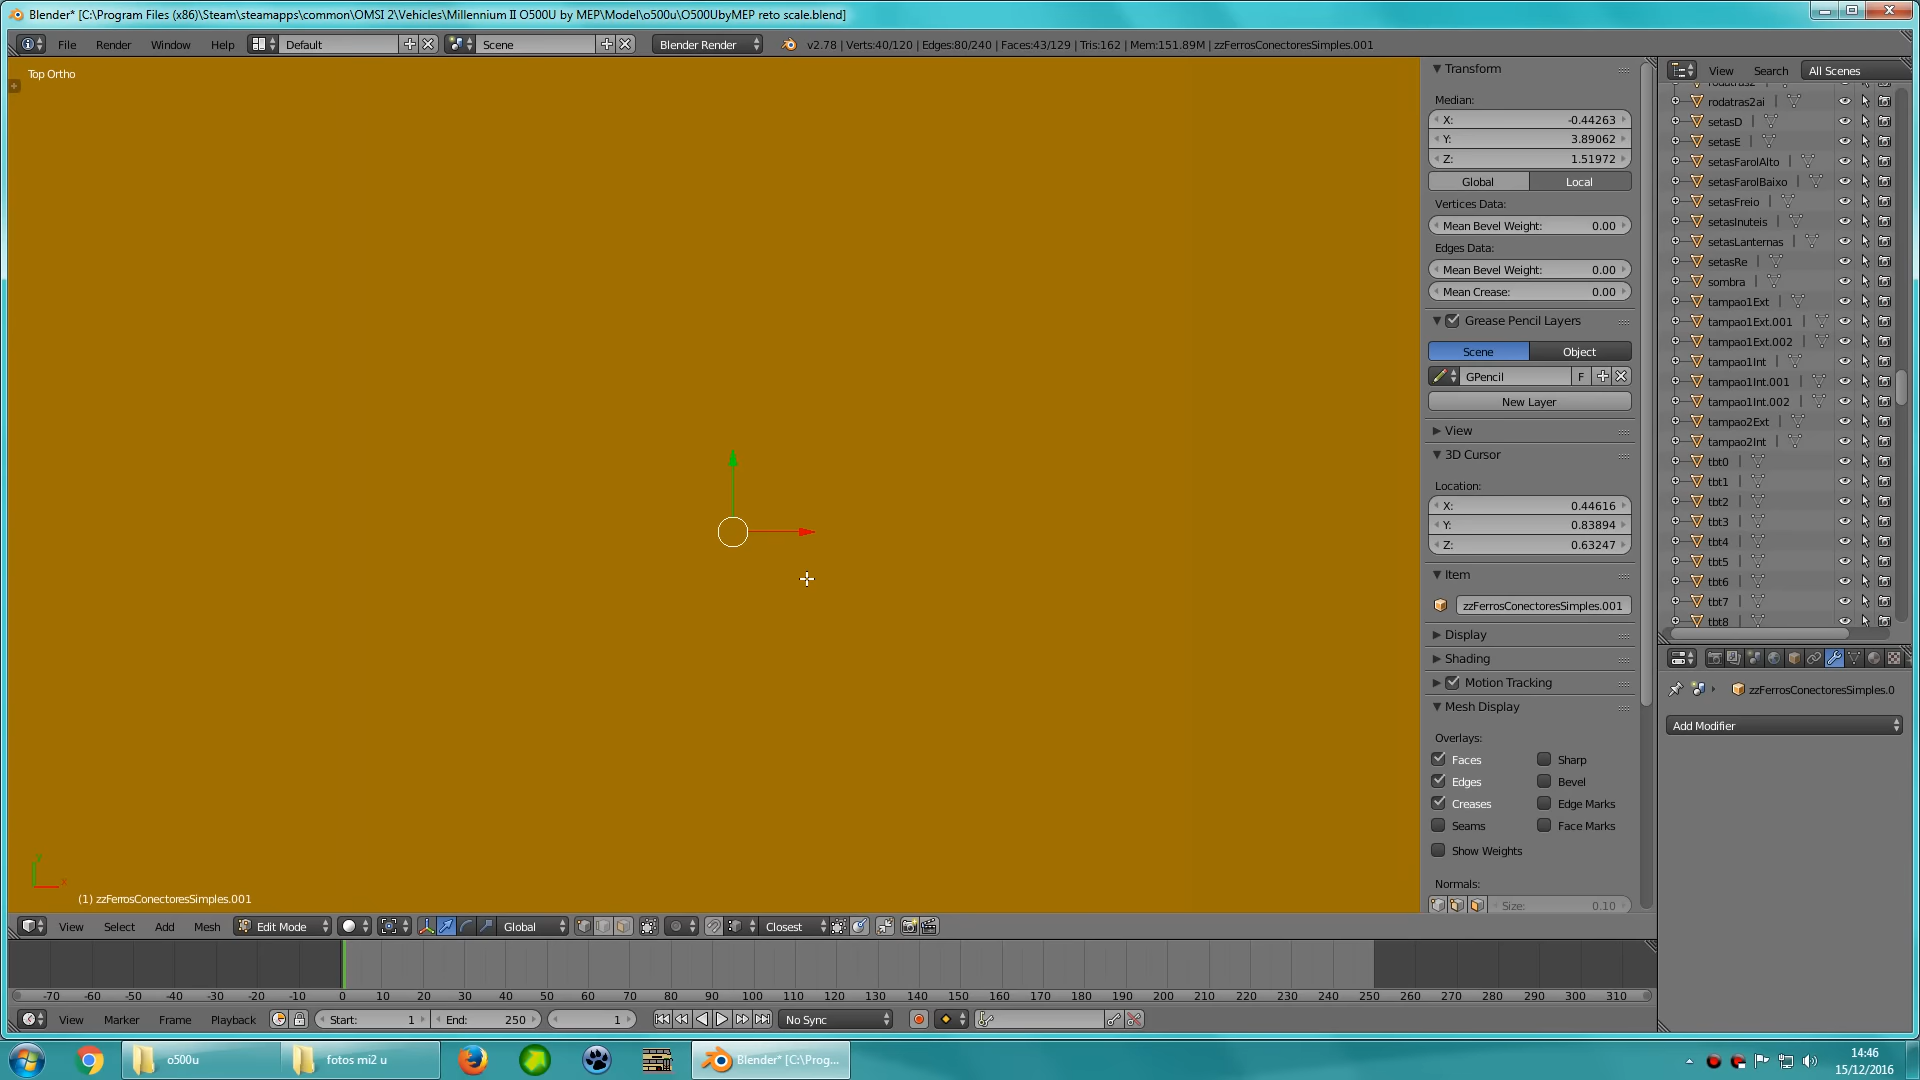 Blender* [C:\Program Files (x86)\Steam\steamapps\common\OMSI 2\Vehicles\Millennium II O500U by MEP\Model\o500u\O500UbyMEP reto scale.blend]
File Render Window Help Default Scene Blender Render v2.78 | Verts:40/120 | Edges:80/240 | Faces:43/129 | Tris:162 | Mem:151.89M | zzFerrosConectoresSimples.001
Top Ortho
(1) zzFerrosConectoresSimples.001
Transform
Median:
X: -0.44263
Y: 3.89062
Z: 1.51972
Global Local
Vertices Data:
Mean Bevel Weight: 0.00
Edges Data:
Mean Bevel Weight: 0.00
Mean Crease: 0.00
Grease Pencil Layers
Scene Object
GPencil F
New Layer
View
3D Cursor
Location:
X: 0.44616
Y: 0.83894
Z: 0.63247
Item
zzFerrosConectoresSimples.001
Display
Shading
Motion Tracking
Mesh Display
Overlays:
Faces Sharp
Edges Bevel
Creases Edge Marks
Seams Face Marks
Show Weights
Normals:
Size: 0.10
View Search All Scenes
rodatras2
rodatras2ai
setasD
setasE
setasFarolAlto
setasFarolBaixo
setasFreio
setasInuteis
setasLanternas
setasRe
sombra
tampao1Ext
tampao1Ext.001
tampao1Ext.002
tampao1Int
tampao1Int.001
tampao1Int.002
tampao2Ext
tampao2Int
tbt0
tbt1
tbt2
tbt3
tbt4
tbt5
tbt6
tbt7
tbt8
zzFerrosConectoresSimples.0
Add Modifier
View Select Add Mesh Edit Mode Global Closest
-70 -60 -50 -40 -30 -20 -10 0 10 20 30 40 50 60 70 80 90 100 110 120 130 140 150 160 170 180 190 200 210 220 230 240 250 260 270 280 290 300 310
View Marker Frame Playback Start: 1 End: 250 1 No Sync
o500u fotos mi2 u Blender* [C:\Prog...
14:46
15/12/2016